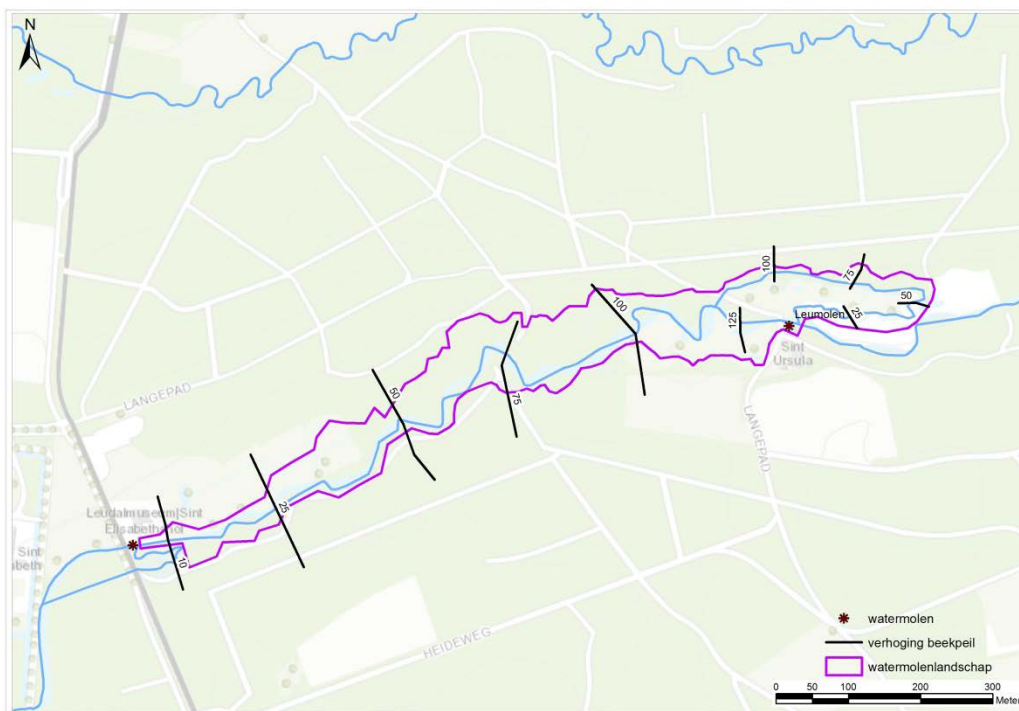 N
100
75
50
25
Leumolen
125
Sint
Ursula
100
75
50
25
10
LANGEPAD
LANGEPAD
Leudalmuseum|Sint
Elisabethshof
Sint
HEIDEWEG
watermolen
verhoging beekpeil
watermolenlandschap
0 50 100 200 300
Meter